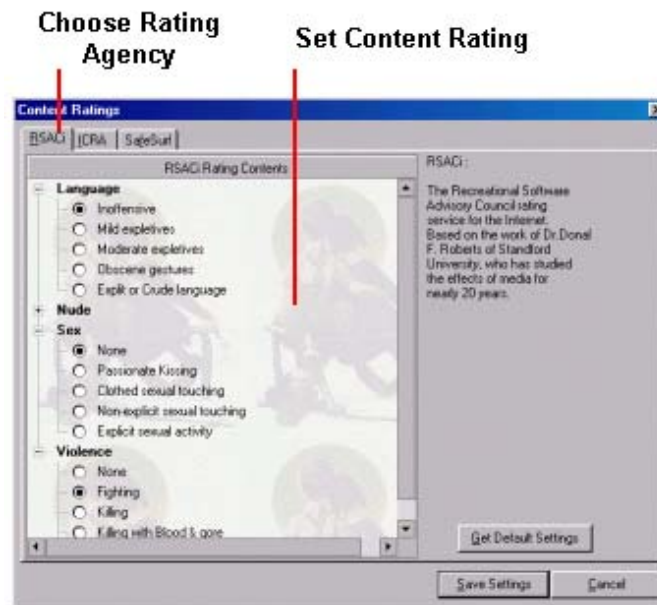 Choose Rating
Agency
Set Content Rating
Content Ratings
RSACi
ICRA
SafeSurf
RSACi Rating Contents
Language
Inoffensive
Mild expletives
Moderate expletives
Obscene gestures
Explit or Crude language
Nude
Sex
None
Passionate Kissing
Clothed sexual touching
Non-explicit sexual touching
Explicit sexual activity
Violence
None
Fighting
Killing
Killing with Blood & gore
RSACi :
The Recreational Software
Advisory Council rating
service for the Internet.
Based on the work of Dr.Donal
F. Roberts of Standford
University, who has studied
the effects of media for
nearly 20 years.
Get Default Settings
Save Settings
Cancel